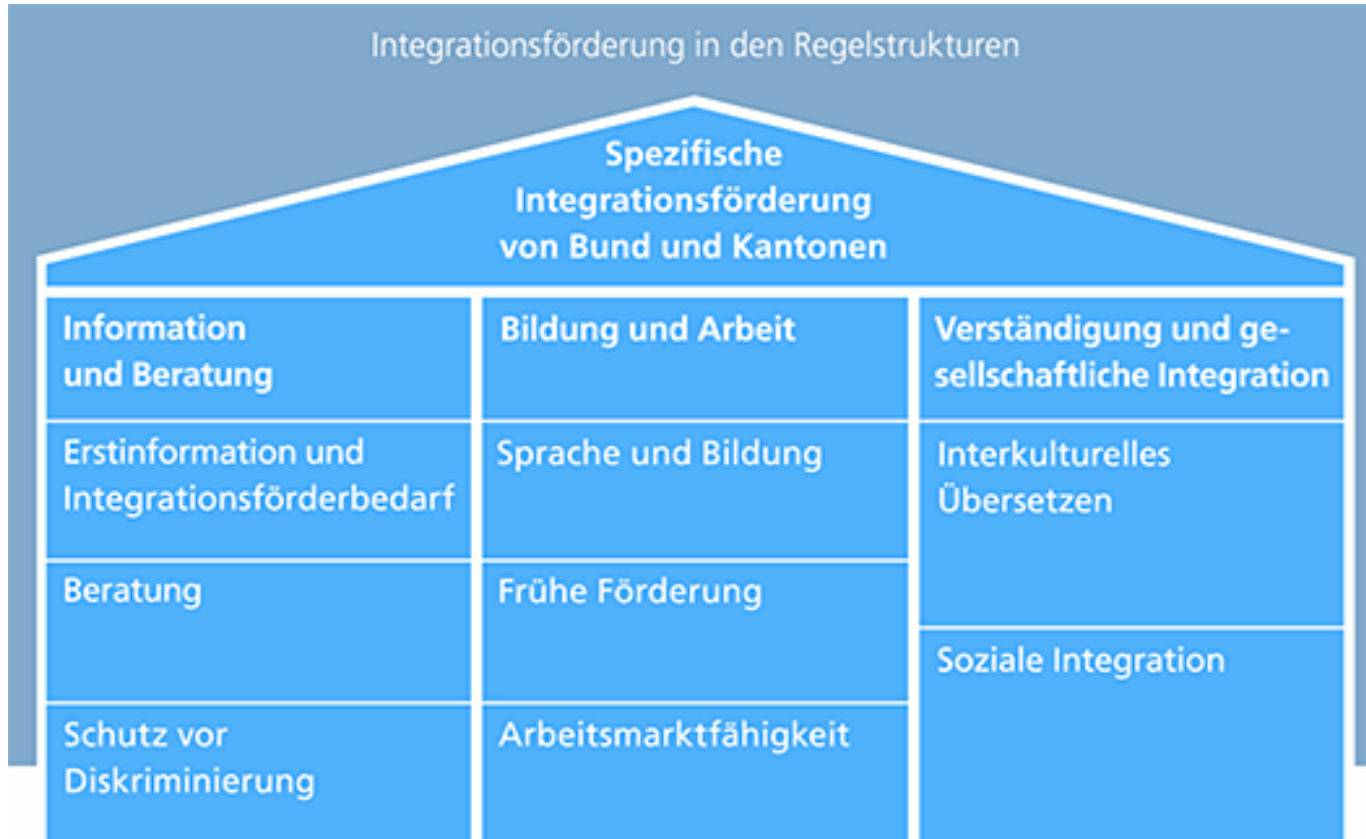 Integrationsförderung in den Regelstrukturen
Spezifische
Integrationsförderung
von Bund und Kantonen
Information
und Beratung
Erstinformation und
Integrationsförderbedarf
Beratung
Schutz vor
Diskriminierung
Bildung und Arbeit
Sprache und Bildung
Frühe Förderung
Arbeitsmarktfähigkeit
Verständigung und ge-
sellschaftliche Integration
Interkulturelles
Übersetzen
Soziale Integration